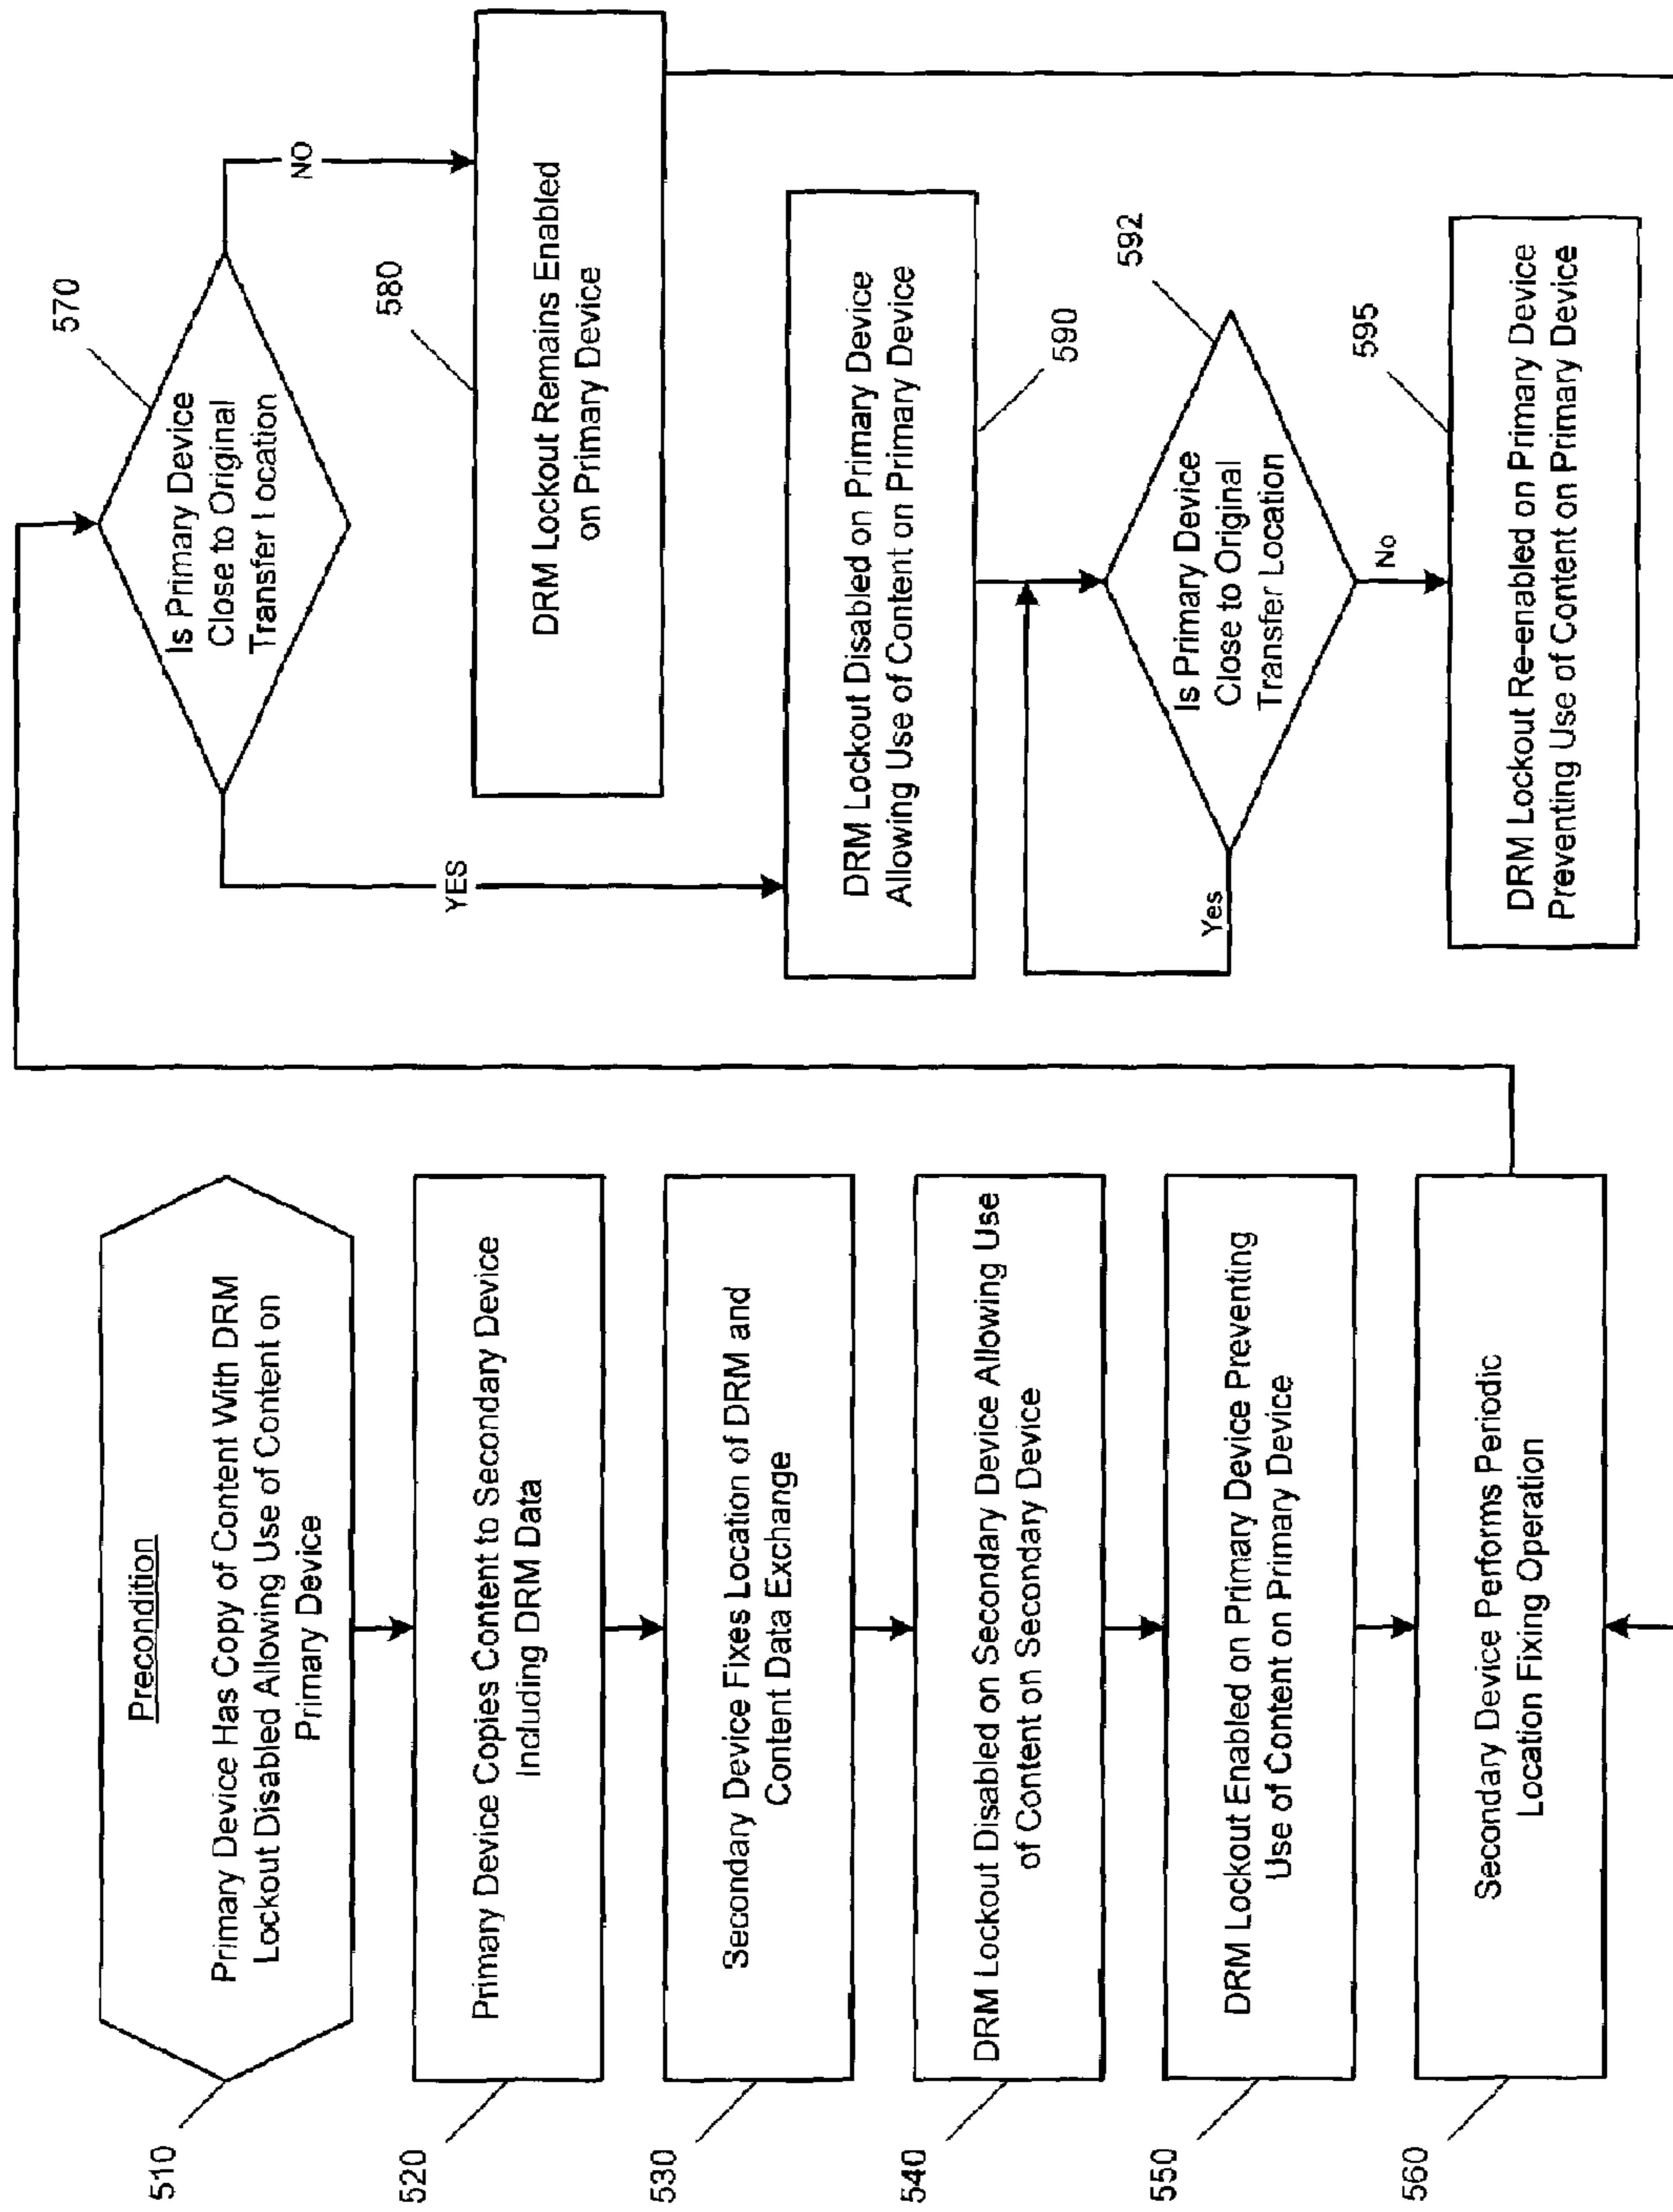 510
Precondition
Primary Device Has Copy of Content With DRM
Lockout Disabled Allowing Use of Content on
Primary Device
520
Primary Device Copies Content to Secondary Device
Including DRM Data
530
Secondary Device Fixes Location of DRM and
Content Data Exchange
540
DRM Lockout Disabled on Secondary Device Allowing Use
of Content on Secondary Device
550
DRM Lockout Enabled on Primary Device Preventing
Use of Content on Primary Device
560
Secondary Device Performs Periodic
Location Fixing Operation
570
Is Primary Device
Close to Original
Transfer Location
YES
NO
580
DRM Lockout Remains Enabled
on Primary Device
DRM Lockout Disabled on Primary Device
Allowing Use of Content on Primary Device
590
592
Is Primary Device
Close to Original
Transfer Location
Yes
No
595
DRM Lockout Re-enabled on Primary Device
Preventing Use of Content on Primary Device